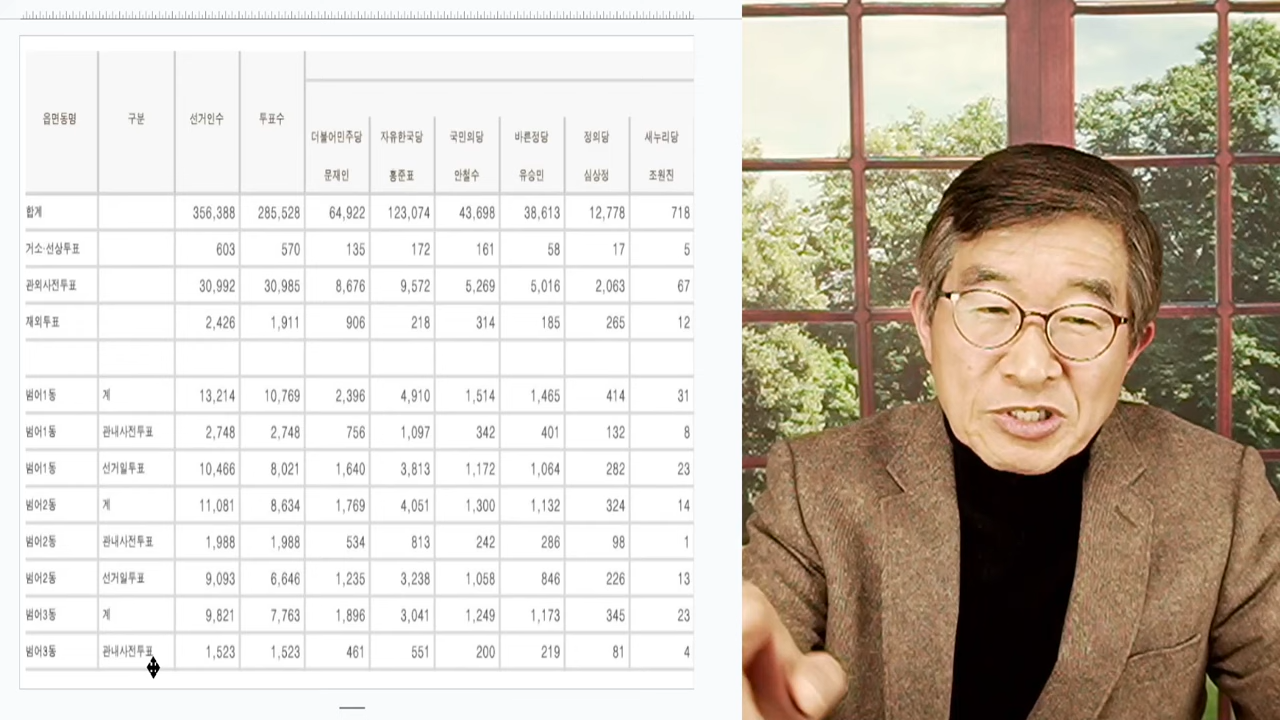 읍면동명 구분 선거인수 투표수
더불어민주당 자유한국당 국민의당 바른정당 정의당 새누리당
문재인 홍준표 안철수 유승민 심상정 조원진
합계 356,388 285,528 64,922 123,074 43,698 38,613 12,778 718
거소·선상투표 603 570 135 172 161 58 17 5
관외사전투표 30,992 30,985 8,676 9,572 5,269 5,016 2,063 67
재외투표 2,426 1,911 906 218 314 185 265 12
범어1동 계 13,214 10,769 2,396 4,910 1,514 1,465 414 31
범어1동 관내사전투표 2,748 2,748 756 1,097 342 401 132 8
범어1동 선거일투표 10,466 8,021 1,640 3,813 1,172 1,064 282 23
범어2동 계 11,081 8,634 1,769 4,051 1,300 1,132 324 14
범어2동 관내사전투표 1,988 1,988 534 813 242 286 98 1
범어2동 선거일투표 9,093 6,646 1,235 3,238 1,058 846 226 13
범어3동 계 9,821 7,763 1,896 3,041 1,249 1,173 345 23
범어3동 관내사전투표 1,523 1,523 461 551 200 219 81 4